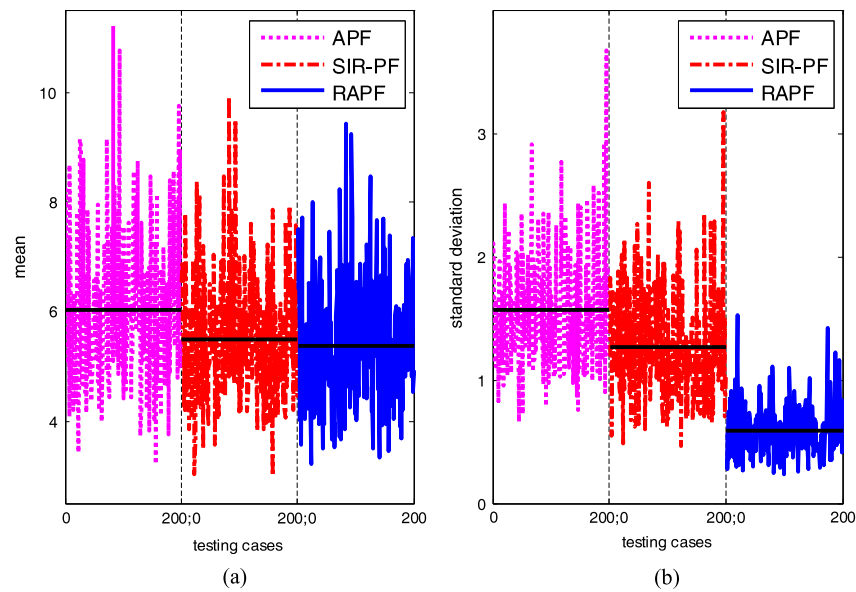 APF
SIR-PF
RAPF
10
8
6
4
mean
0
200;0
200;0
200
testing cases
(a)
APF
SIR-PF
RAPF
3
2
1
0
standard deviation
0
200;0
200;0
200
testing cases
(b)